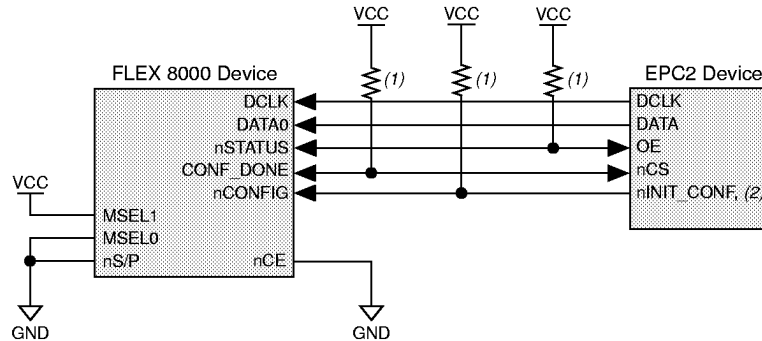 VCC VCC VCC
FLEX 8000 Device (1) (1) (1) EPC2 Device
DCLK DCLK
DATA0 DATA
nSTATUS OE
CONF_DONE nCS
nCONFIG nINIT_CONF, (2)
VCC
MSEL1
MSEL0
nS/P nCE
GND GND